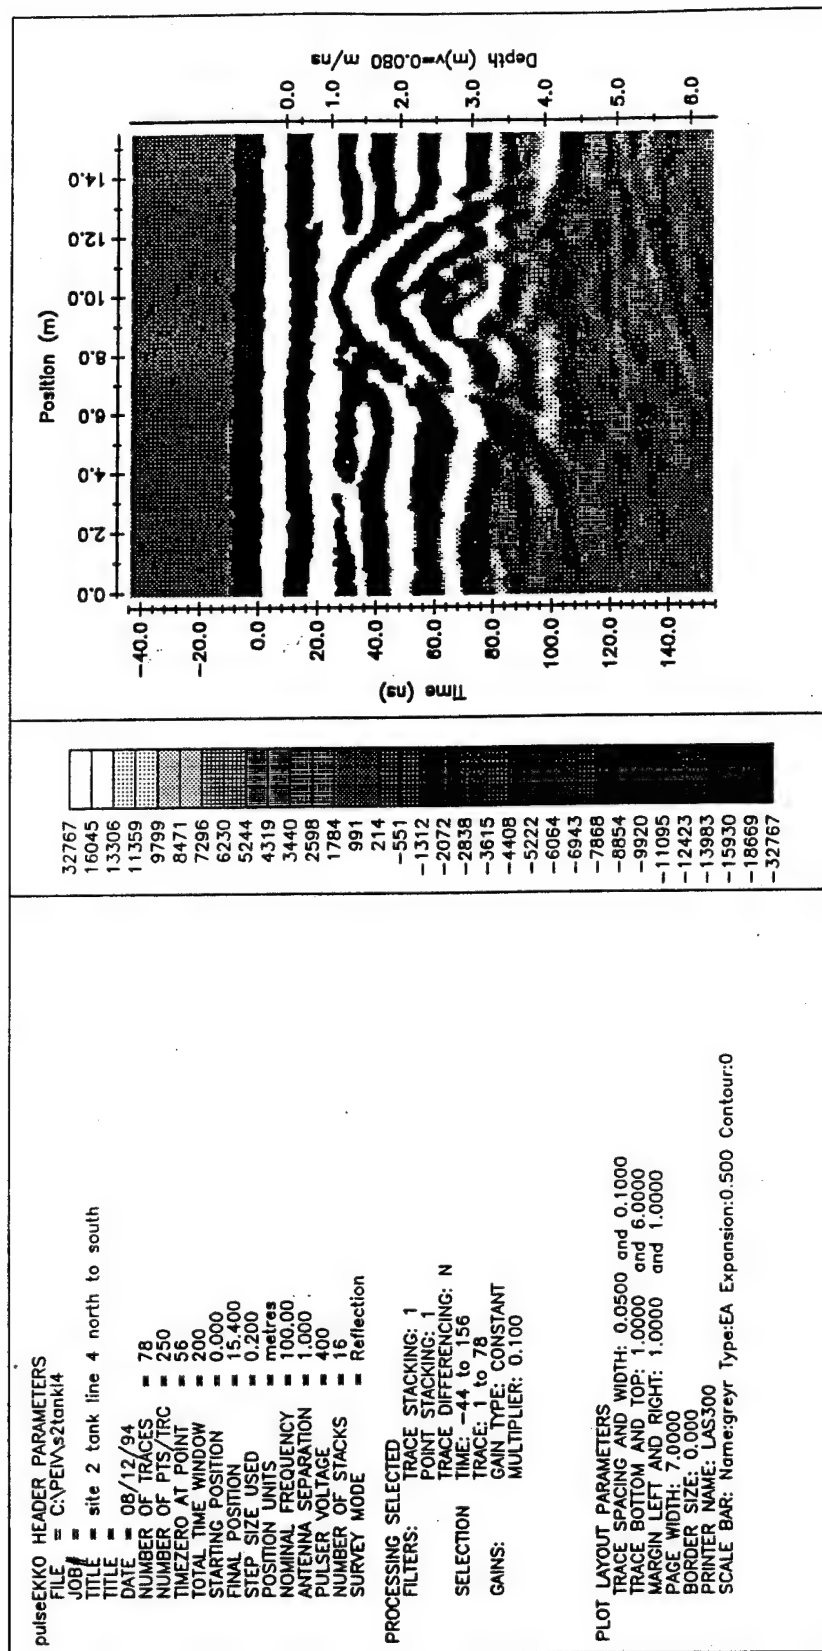 pulseEKKO HEADER PARAMETERS
FILE = C:\PEIV\s2tankl4
JOB# =
TITLE = site 2 tank line 4 north to south
TITLE =
DATE = 08/12/94
NUMBER OF TRACES = 78
NUMBER OF PTS/TRC = 250
TIMEZERO AT POINT = 56
TOTAL TIME WINDOW = 200
STARTING POSITION = 0.000
FINAL POSITION = 15.400
STEP SIZE USED = 0.200
POSITION UNITS = metres
NOMINAL FREQUENCY = 100.00
ANTENNA SEPARATION = 1.000
PULSER VOLTAGE = 400
NUMBER OF STACKS = 16
SURVEY MODE = Reflection
PROCESSING SELECTED
FILTERS: TRACE STACKING: 1
POINT STACKING: 1
TRACE DIFFERENCING: N
SELECTION TIME: -44 to 156
TRACE: 1 to 78
GAINS: GAIN TYPE: CONSTANT
MULTIPLIER: 0.100
PLOT LAYOUT PARAMETERS
TRACE SPACING AND WIDTH: 0.0500 and 0.1000
TRACE BOTTOM AND TOP: 1.0000 and 6.0000
MARGIN LEFT AND RIGHT: 1.0000 and 1.0000
PAGE WIDTH: 7.0000
BORDER SIZE: 0.000
PRINTER NAME: LAS300
SCALE BAR: Name:greyr Type:EA Expansion:0.500 Contour:0
32767
16045
13306
11359
9799
8471
7296
6230
5244
4319
3440
2598
1784
991
214
-551
-1312
-2072
-2838
-3615
-4408
-5222
-6064
-6943
-7868
-8854
-9920
-11095
-12423
-13983
-15930
-18669
-32767
Position (m)
0.0
2.0
4.0
6.0
8.0
10.0
12.0
14.0
Time (ns)
-40.0
-20.0
0.0
20.0
40.0
60.0
80.0
100.0
120.0
140.0
Depth (m)v=0.080 m/ns
0.0
1.0
2.0
3.0
4.0
5.0
6.0